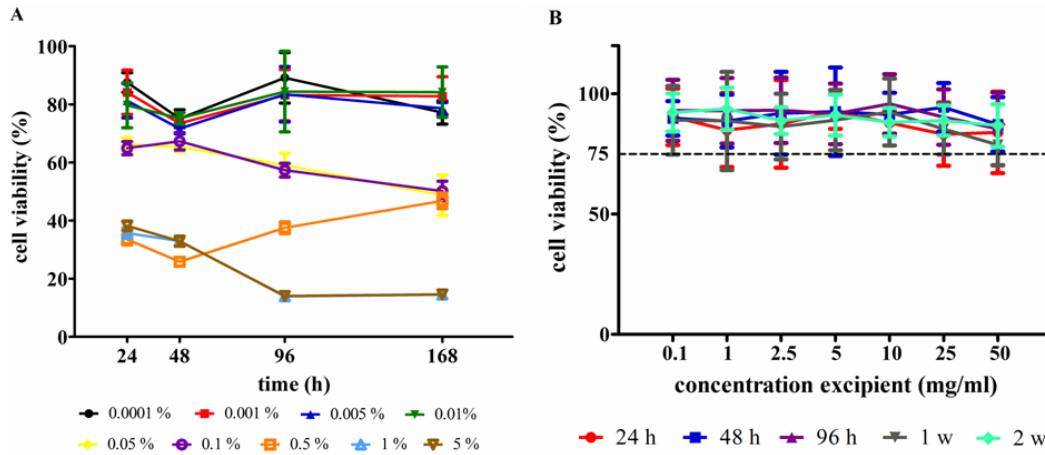 A
cell viability (%)
100
80
60
40
20
0
24 48 96 168
time (h)
0.0001 % 0.001 % 0.005 % 0.01%
0.05 % 0.1 % 0.5 % 1 % 5 %
B
cell viability (%)
100
75
50
0
0.1 1 2.5 5 10 25 50
concentration excipient (mg/ml)
24 h 48 h 96 h 1 w 2 w